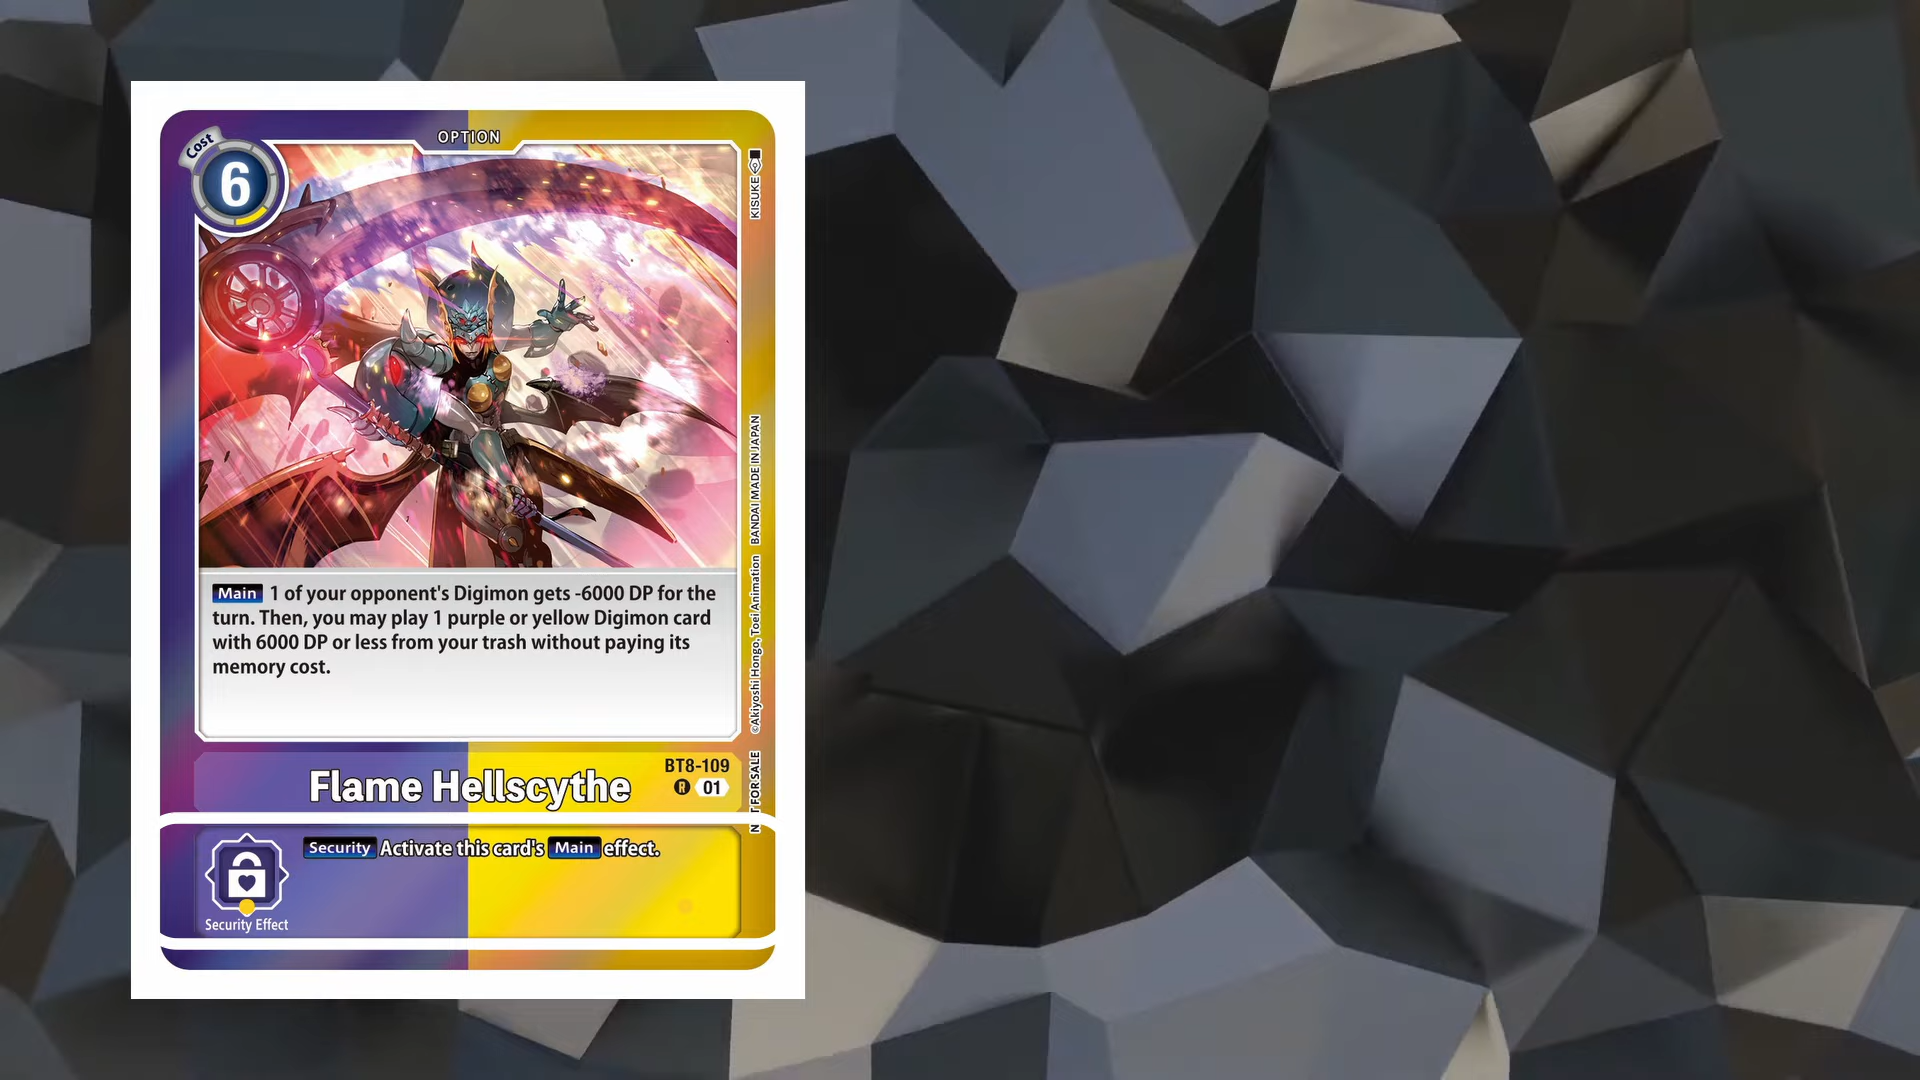 OPTION
Cost
6
KISUKE
Main 1 of your opponent's Digimon gets -6000 DP for the
turn. Then, you may play 1 purple or yellow Digimon card
with 6000 DP or less from your trash without paying its
memory cost.
©Akiyoshi Hongo, Toei Animation BANDAI MADE IN JAPAN
FOR SALE
BT8-109
Flame Hellscythe
R 01
Security Activate this card's Main effect.
Security Effect